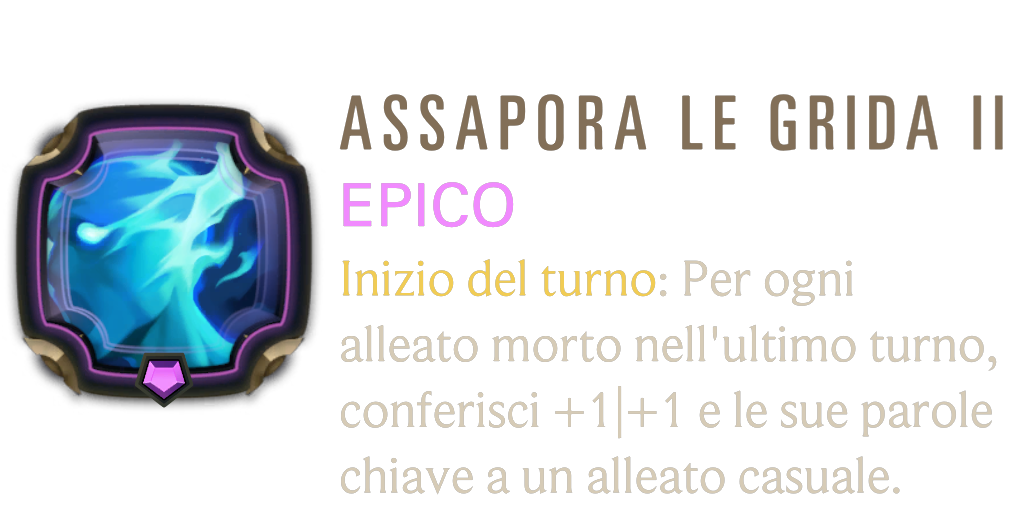 ASSAPORA LE GRIDA II
EPICO
Inizio del turno: Per ogni
alleato morto nell'ultimo turno,
conferisci +1|+1 e le sue parole
chiave a un alleato casuale.